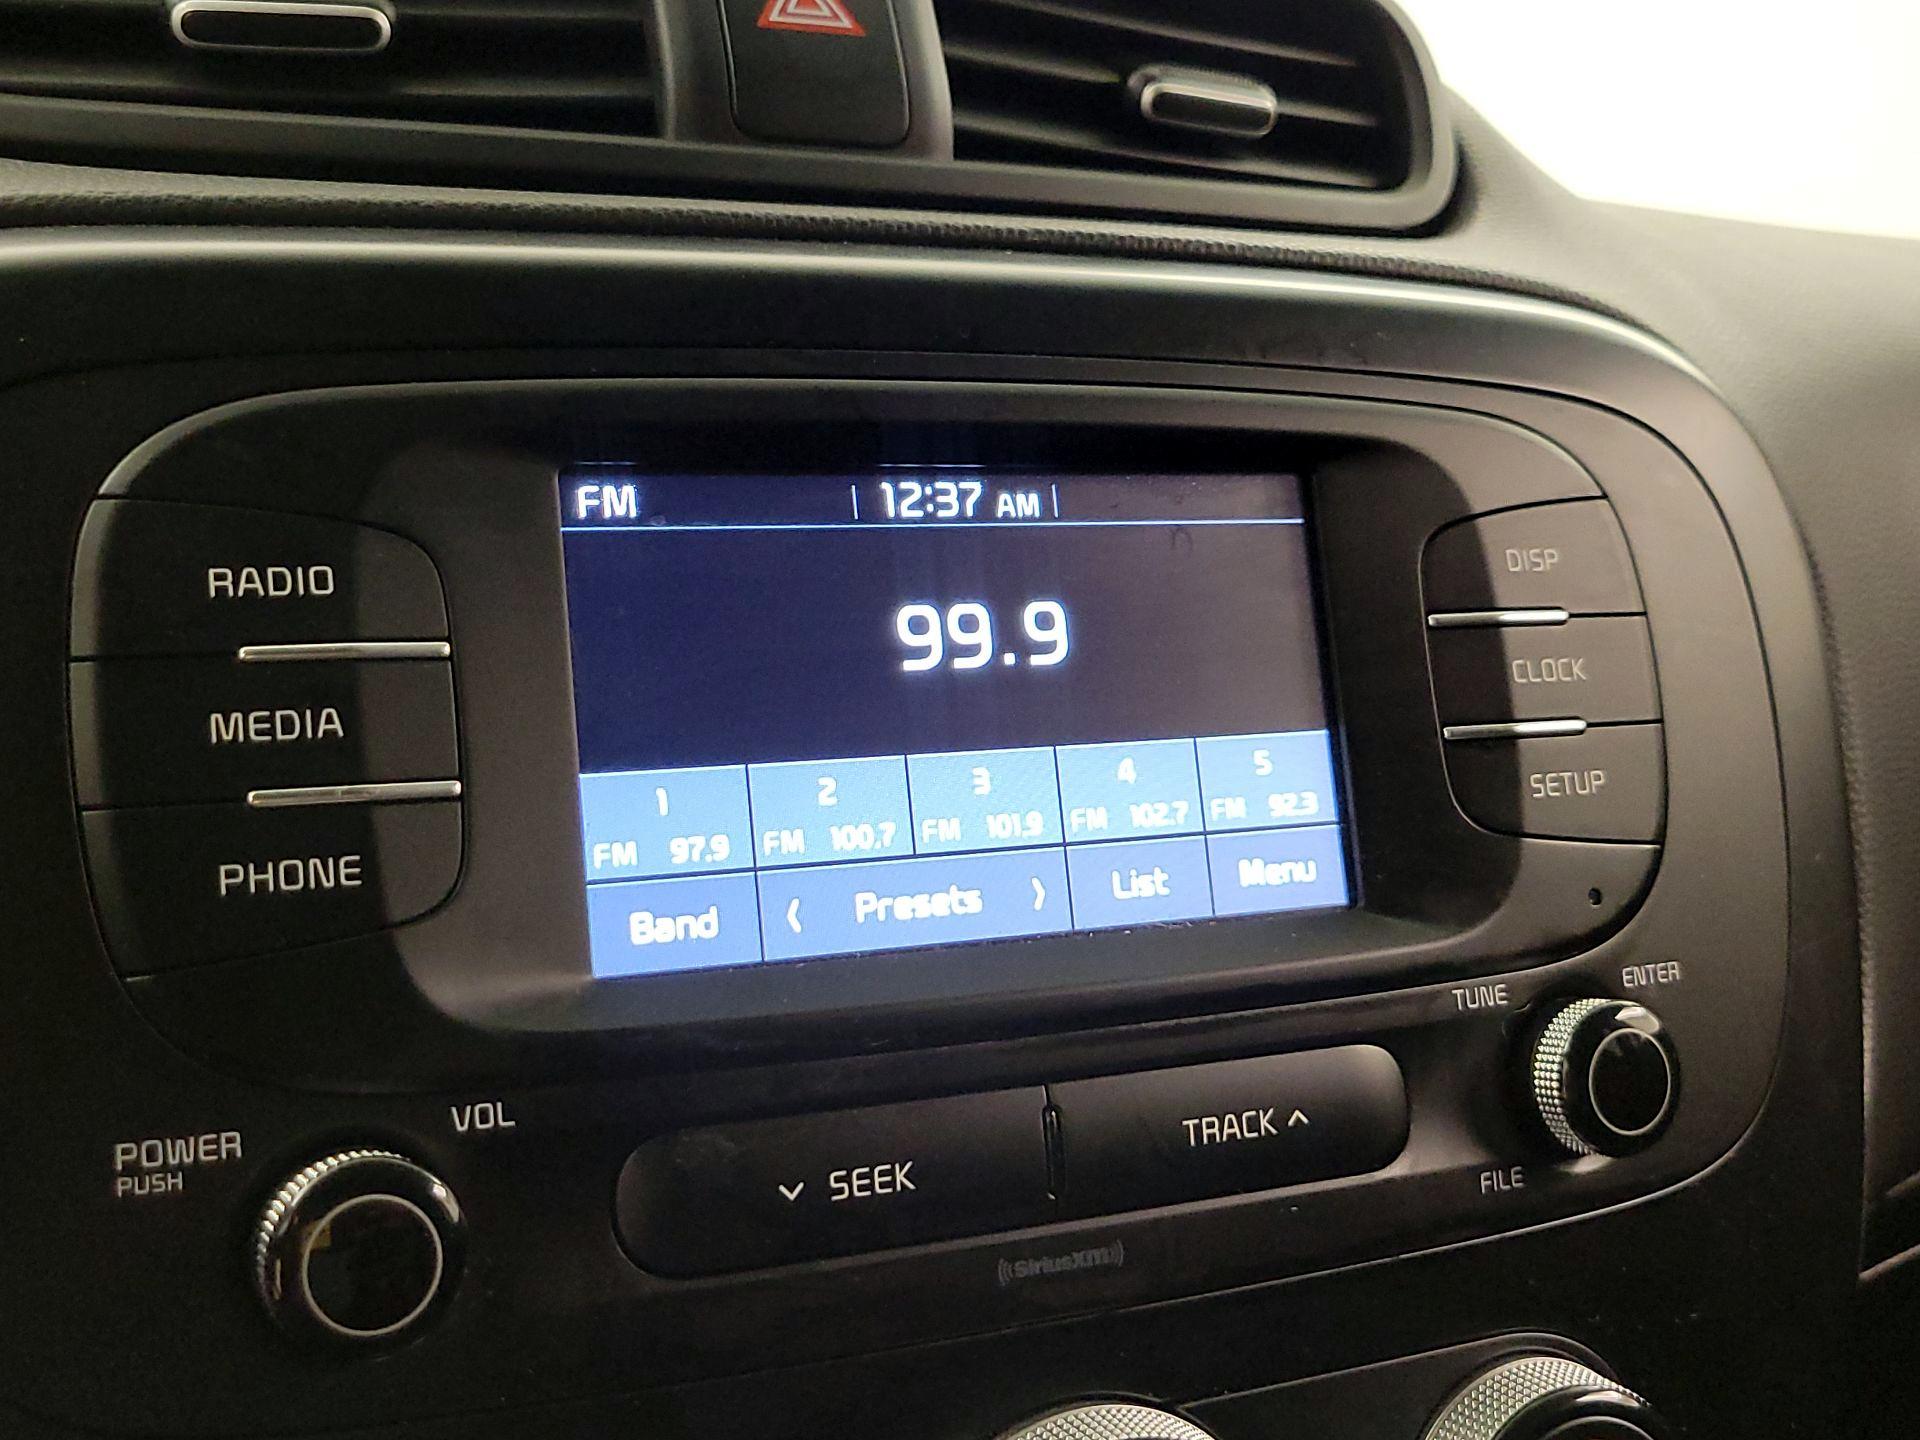 FM
12:37 AM
99.9
1
FM 97.9
2
FM 100.7
3
FM 101.9
4
FM 102.7
5
FM 92.3
Band
Presets
List
Menu
RADIO
MEDIA
PHONE
DISP
CLOCK
SETUP
TUNE
ENTER
FILE
POWER
PUSH
VOL
SEEK
TRACK
SiriusXM